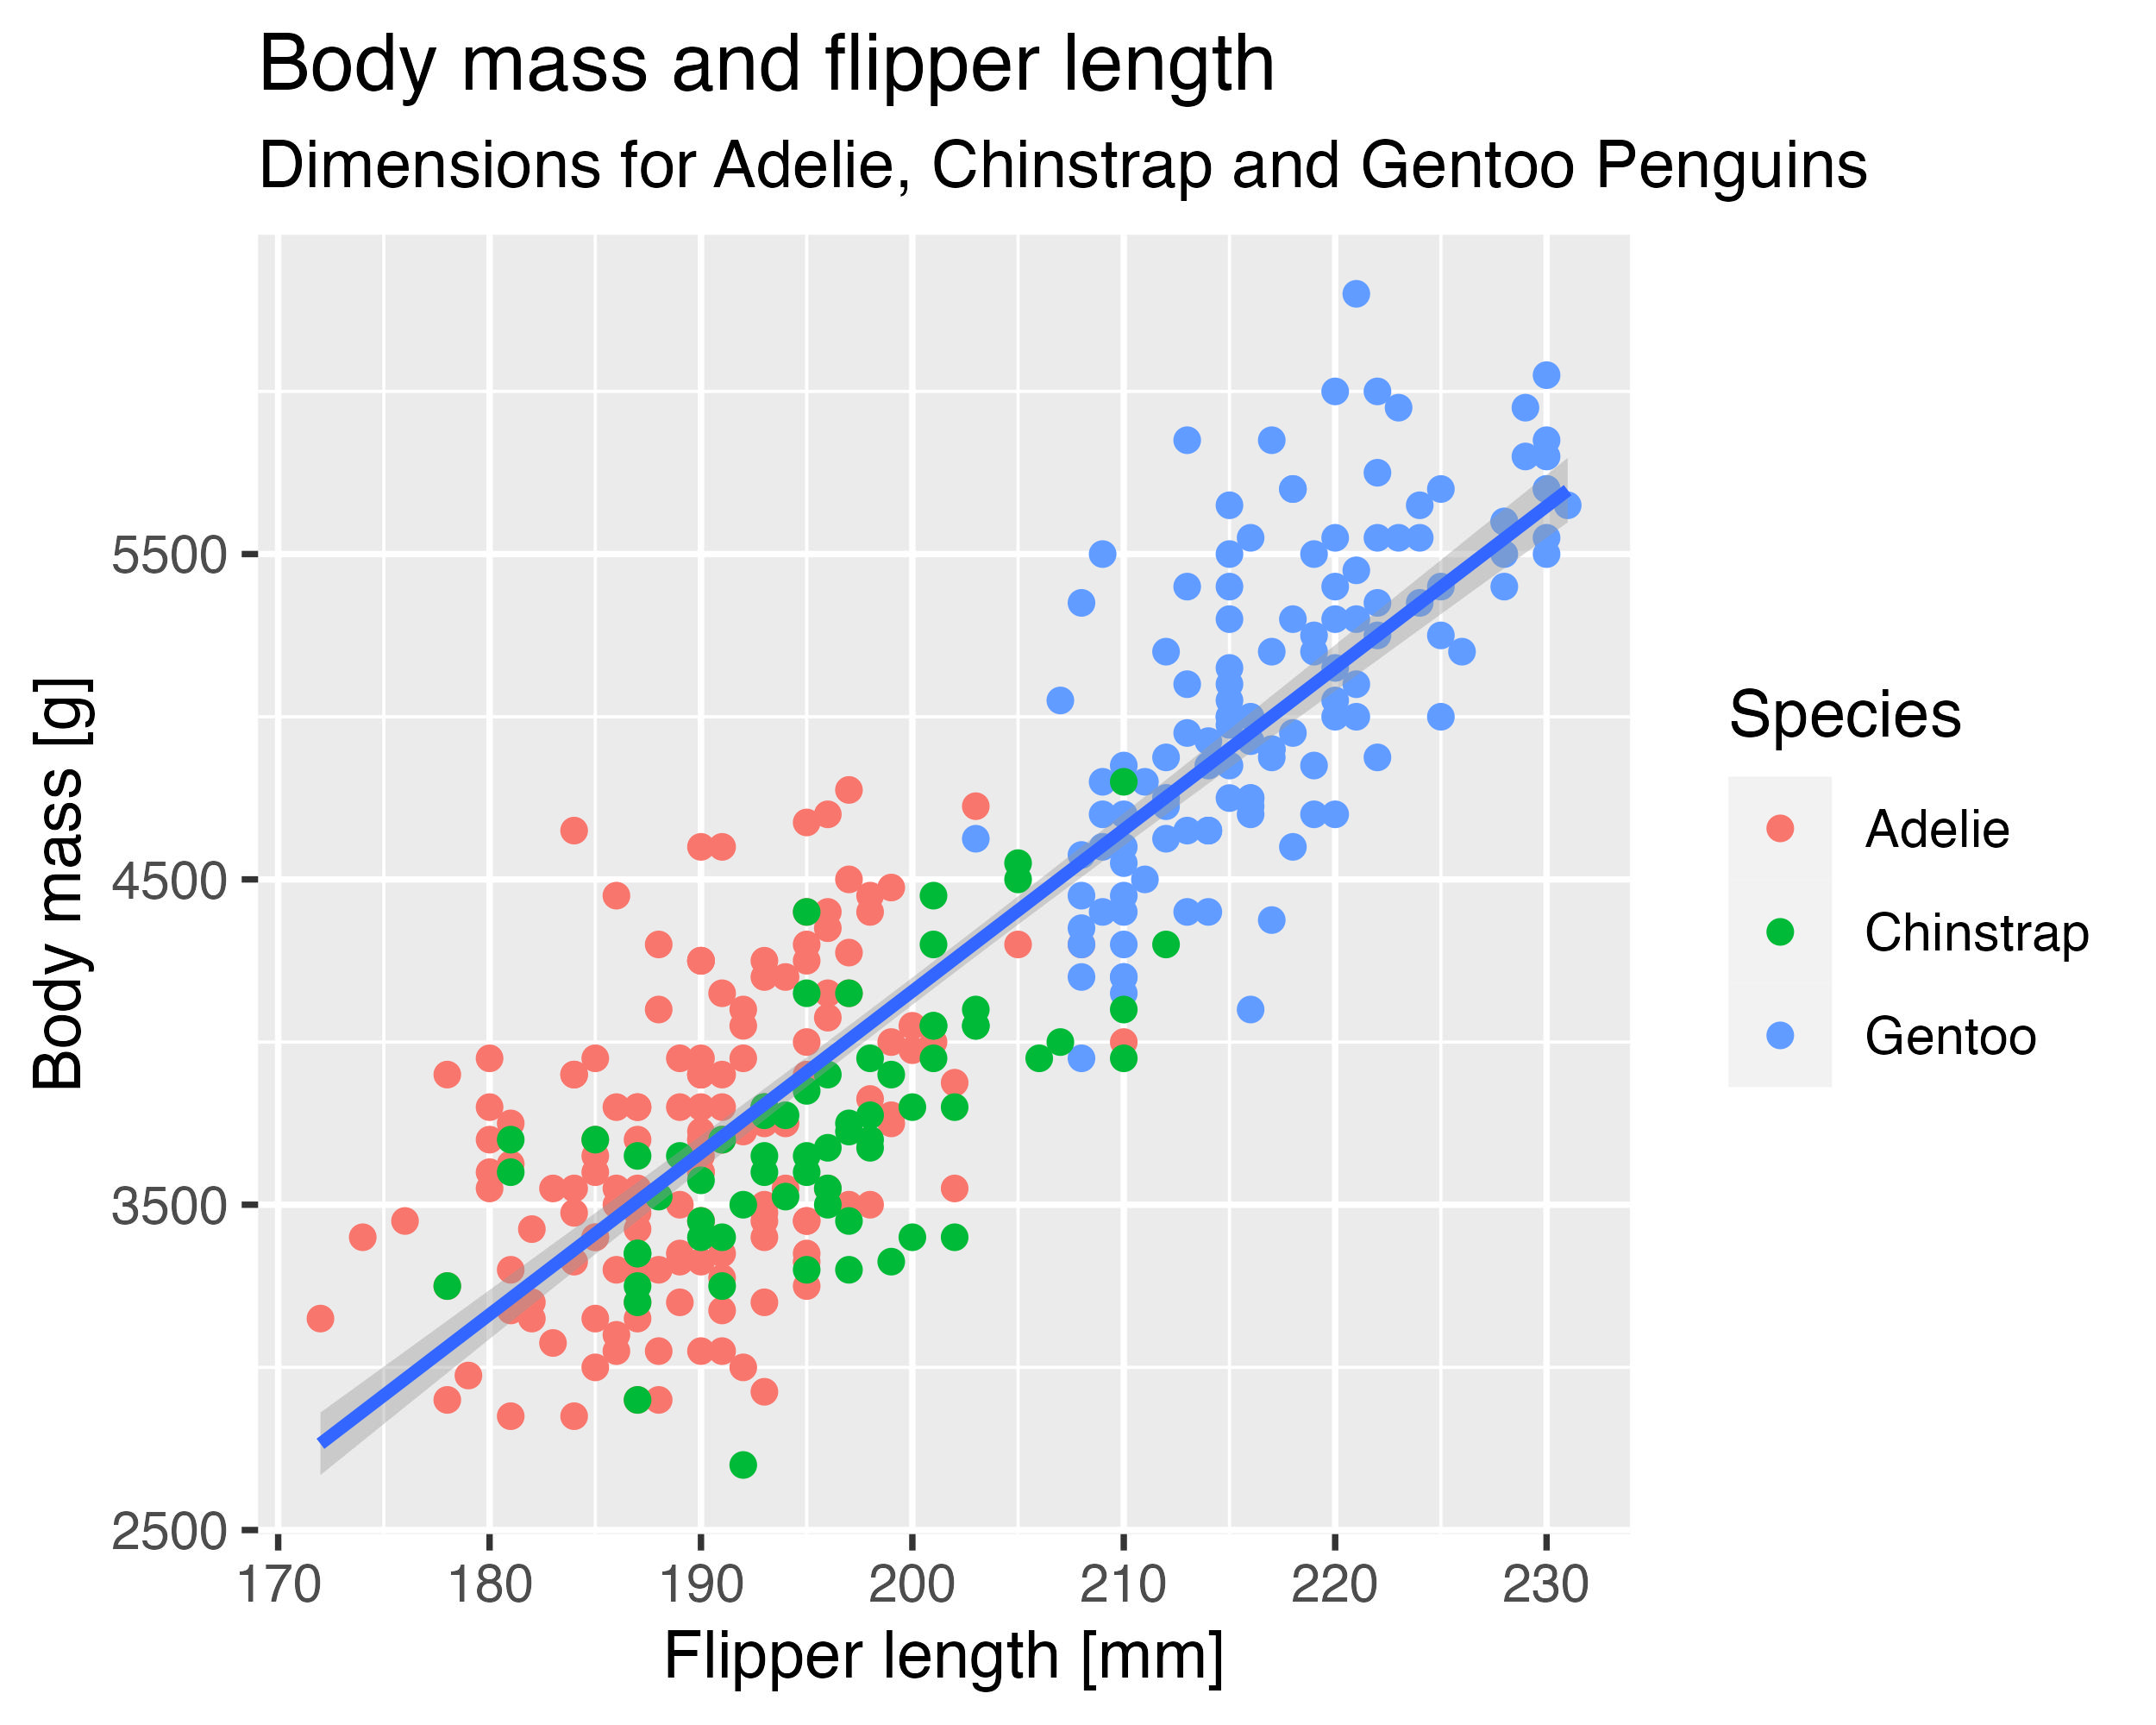 Body mass and flipper length
Dimensions for Adelie, Chinstrap and Gentoo Penguins
Body mass [g]
5500
4500
3500
2500
170 180 190 200 210 220 230
Flipper length [mm]
Species
Adelie
Chinstrap
Gentoo